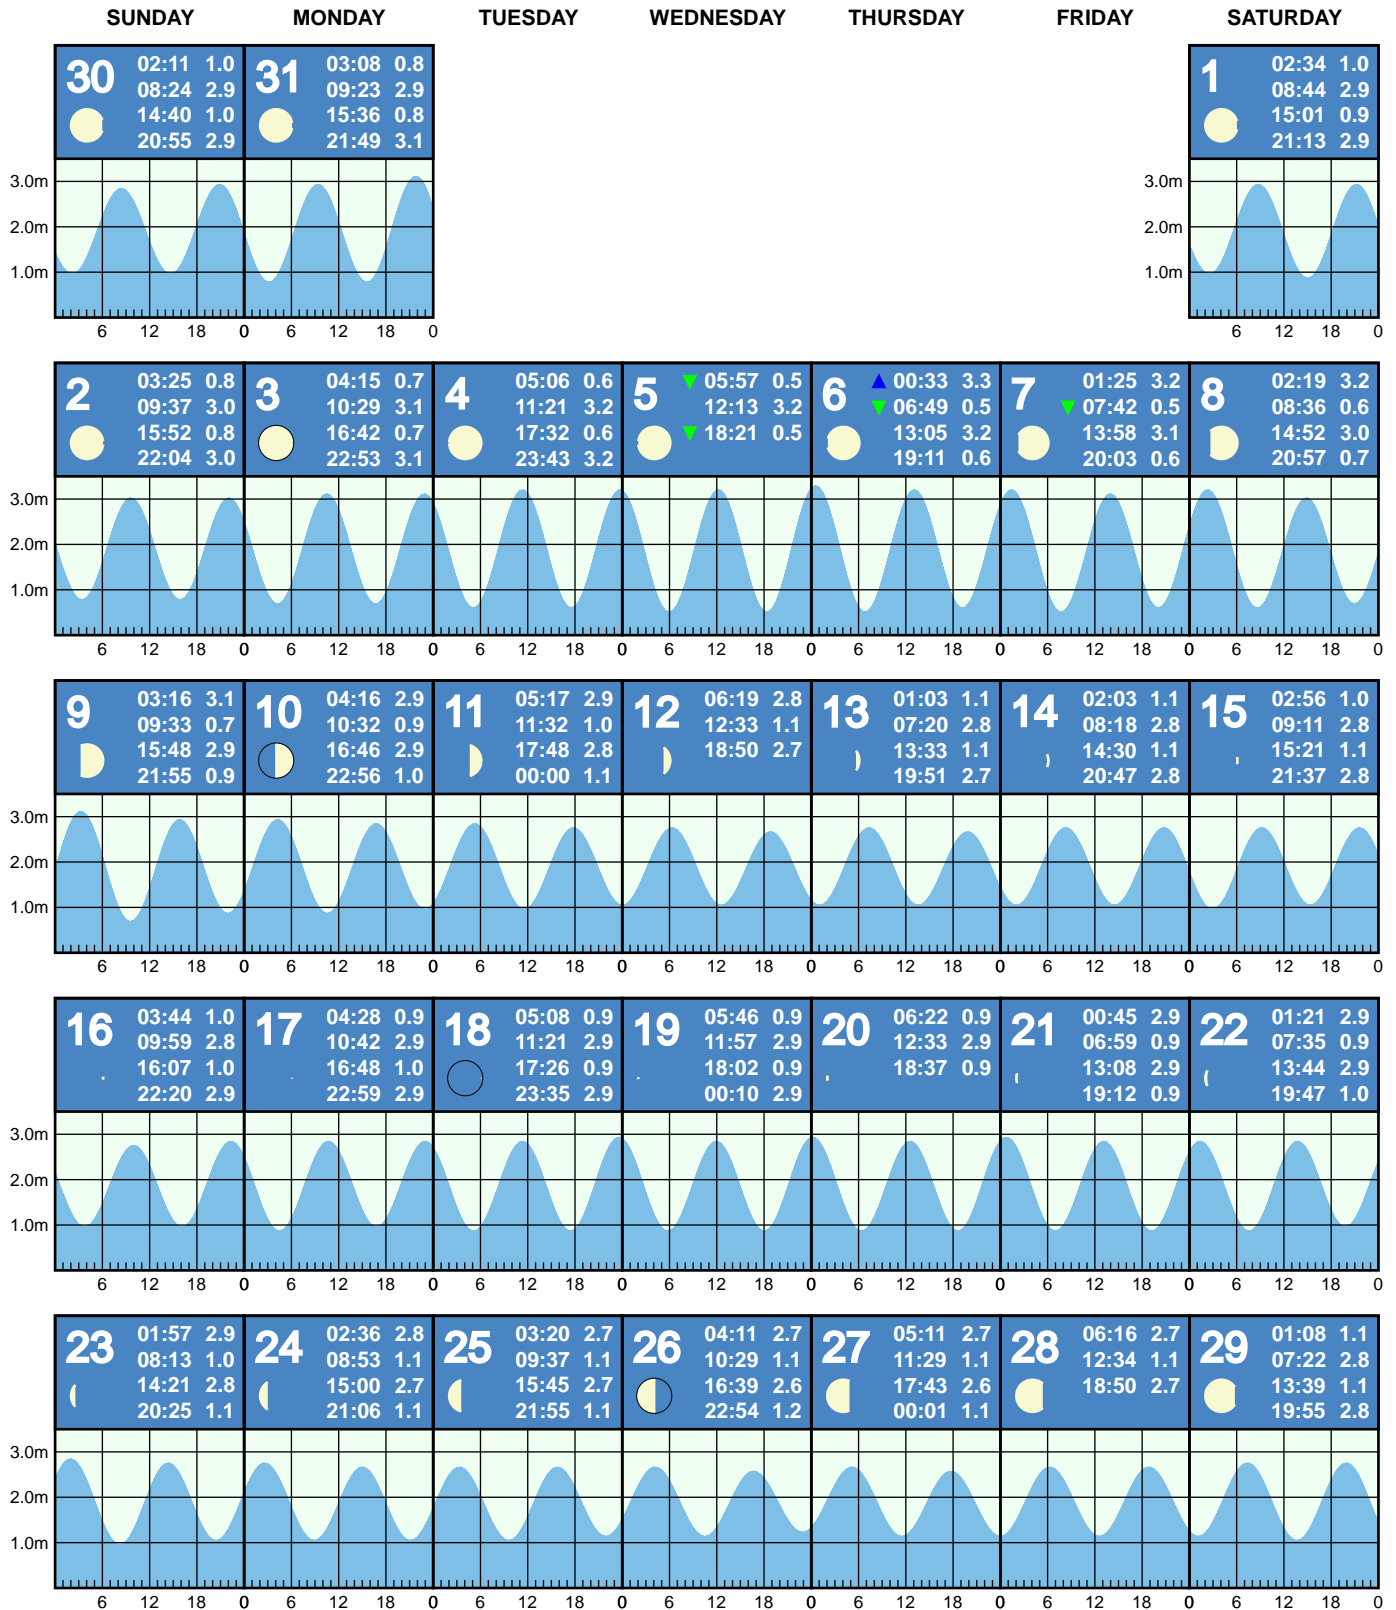 SUNDAY MONDAY TUESDAY WEDNESDAY THURSDAY FRIDAY SATURDAY
30 02:11 1.0
08:24 2.9
14:40 1.0
20:55 2.9
31 03:08 0.8
09:23 2.9
15:36 0.8
21:49 3.1
1 02:34 1.0
08:44 2.9
15:01 0.9
21:13 2.9
3.0m
2.0m
1.0m
3.0m
2.0m
1.0m
6 12 18 0 6 12 18 0 6 12 18 0
2 03:25 0.8
09:37 3.0
15:52 0.8
22:04 3.0
3 04:15 0.7
10:29 3.1
16:42 0.7
22:53 3.1
4 05:06 0.6
11:21 3.2
17:32 0.6
23:43 3.2
5 05:57 0.5
12:13 3.2
18:21 0.5
6 00:33 3.3
06:49 0.5
13:05 3.2
19:11 0.6
7 01:25 3.2
07:42 0.5
13:58 3.1
20:03 0.6
8 02:19 3.2
08:36 0.6
14:52 3.0
20:57 0.7
3.0m
2.0m
1.0m
6 12 18 0 6 12 18 0 6 12 18 0 6 12 18 0 6 12 18 0 6 12 18 0 6 12 18 0
9 03:16 3.1
09:33 0.7
15:48 2.9
21:55 0.9
10 04:16 2.9
10:32 0.9
16:46 2.9
22:56 1.0
11 05:17 2.9
11:32 1.0
17:48 2.8
00:00 1.1
12 06:19 2.8
12:33 1.1
18:50 2.7
13 01:03 1.1
07:20 2.8
13:33 1.1
19:51 2.7
14 02:03 1.1
08:18 2.8
14:30 1.1
20:47 2.8
15 02:56 1.0
09:11 2.8
15:21 1.1
21:37 2.8
3.0m
2.0m
1.0m
6 12 18 0 6 12 18 0 6 12 18 0 6 12 18 0 6 12 18 0 6 12 18 0 6 12 18 0
16 03:44 1.0
09:59 2.8
16:07 1.0
22:20 2.9
17 04:28 0.9
10:42 2.9
16:48 1.0
22:59 2.9
18 05:08 0.9
11:21 2.9
17:26 0.9
23:35 2.9
19 05:46 0.9
11:57 2.9
18:02 0.9
00:10 2.9
20 06:22 0.9
12:33 2.9
18:37 0.9
21 00:45 2.9
06:59 0.9
13:08 2.9
19:12 0.9
22 01:21 2.9
07:35 0.9
13:44 2.9
19:47 1.0
3.0m
2.0m
1.0m
6 12 18 0 6 12 18 0 6 12 18 0 6 12 18 0 6 12 18 0 6 12 18 0 6 12 18 0
23 01:57 2.9
08:13 1.0
14:21 2.8
20:25 1.1
24 02:36 2.8
08:53 1.1
15:00 2.7
21:06 1.1
25 03:20 2.7
09:37 1.1
15:45 2.7
21:55 1.1
26 04:11 2.7
10:29 1.1
16:39 2.6
22:54 1.2
27 05:11 2.7
11:29 1.1
17:43 2.6
00:01 1.1
28 06:16 2.7
12:34 1.1
18:50 2.7
29 01:08 1.1
07:22 2.8
13:39 1.1
19:55 2.8
3.0m
2.0m
1.0m
6 12 18 0 6 12 18 0 6 12 18 0 6 12 18 0 6 12 18 0 6 12 18 0 6 12 18 0